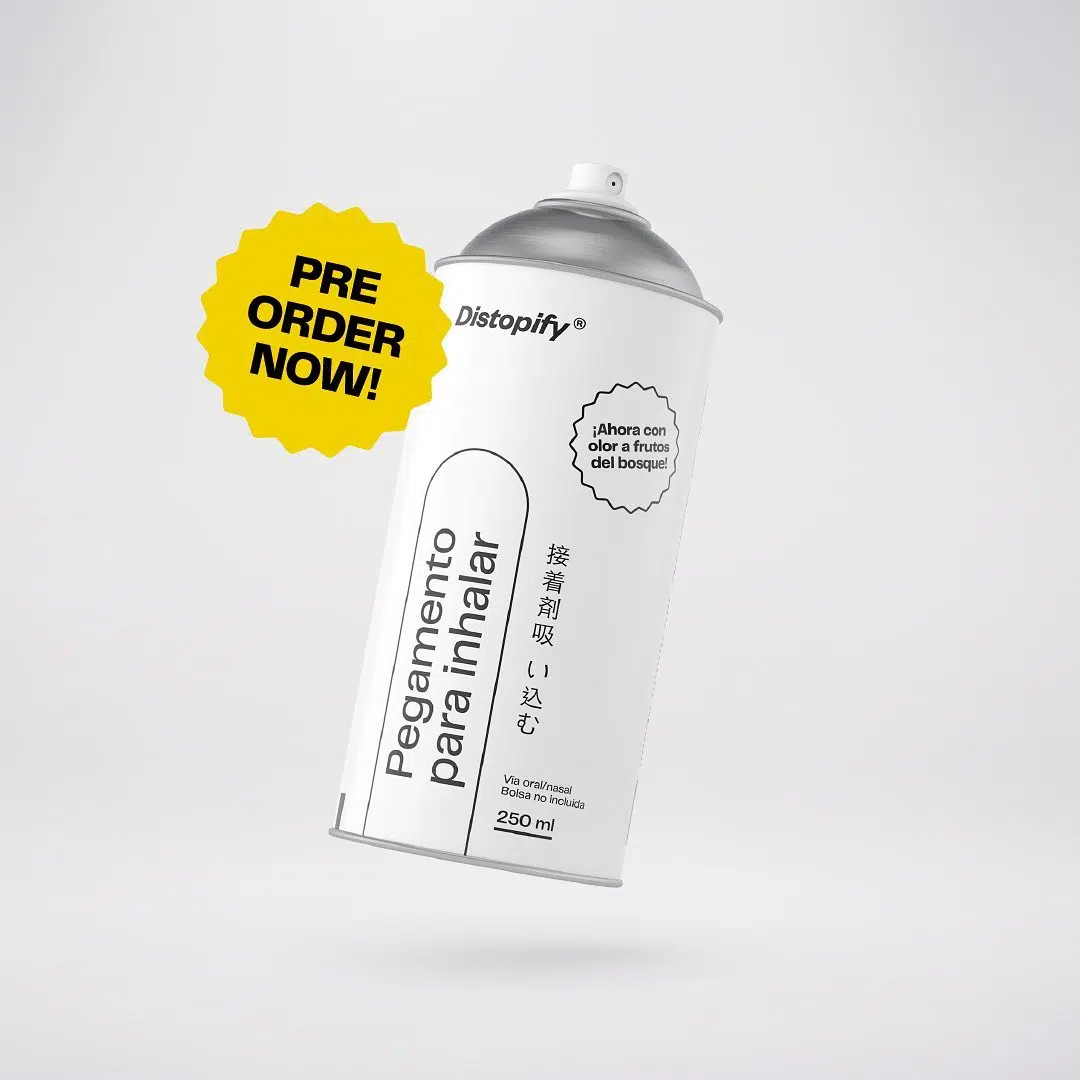 PRE
ORDER
NOW!
Distopify®
¡Ahora con
olor a frutos
del bosque!
Pegamento
para inhalar
接着剤吸い込む
Via oral/nasal
Bolsa no incluida
250 ml